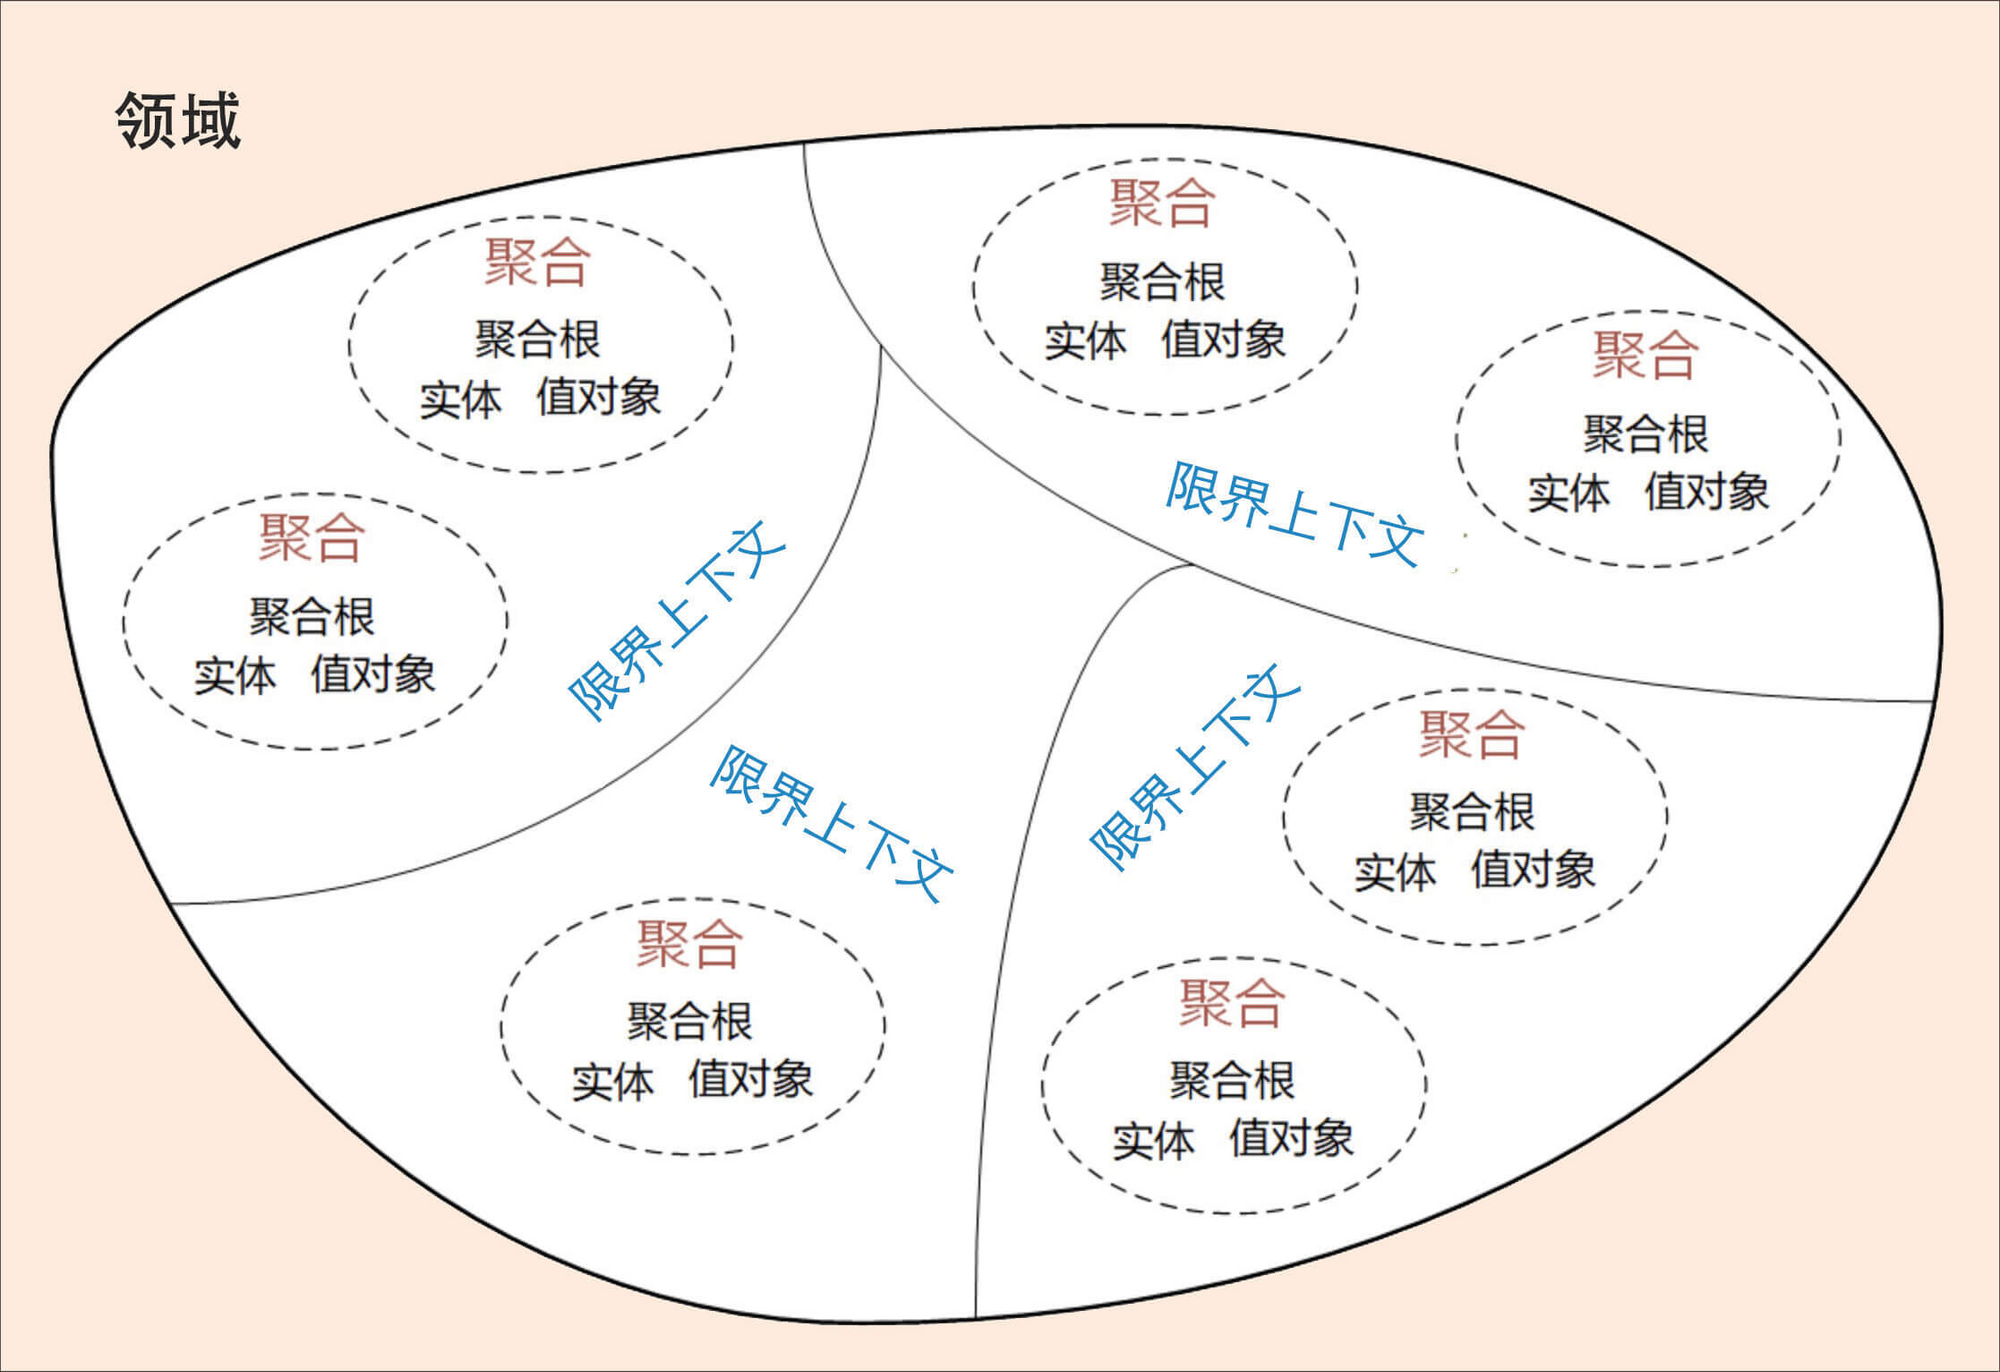 领域
聚合
聚合根
实体 值对象
聚合
聚合根
实体 值对象
限界上下文
聚合
聚合根
实体 值对象
聚合
聚合根
实体 值对象
限界上下文
限界上下文
聚合
聚合根
实体 值对象
限界上下文
聚合
聚合根
实体 值对象
聚合
聚合根
实体 值对象